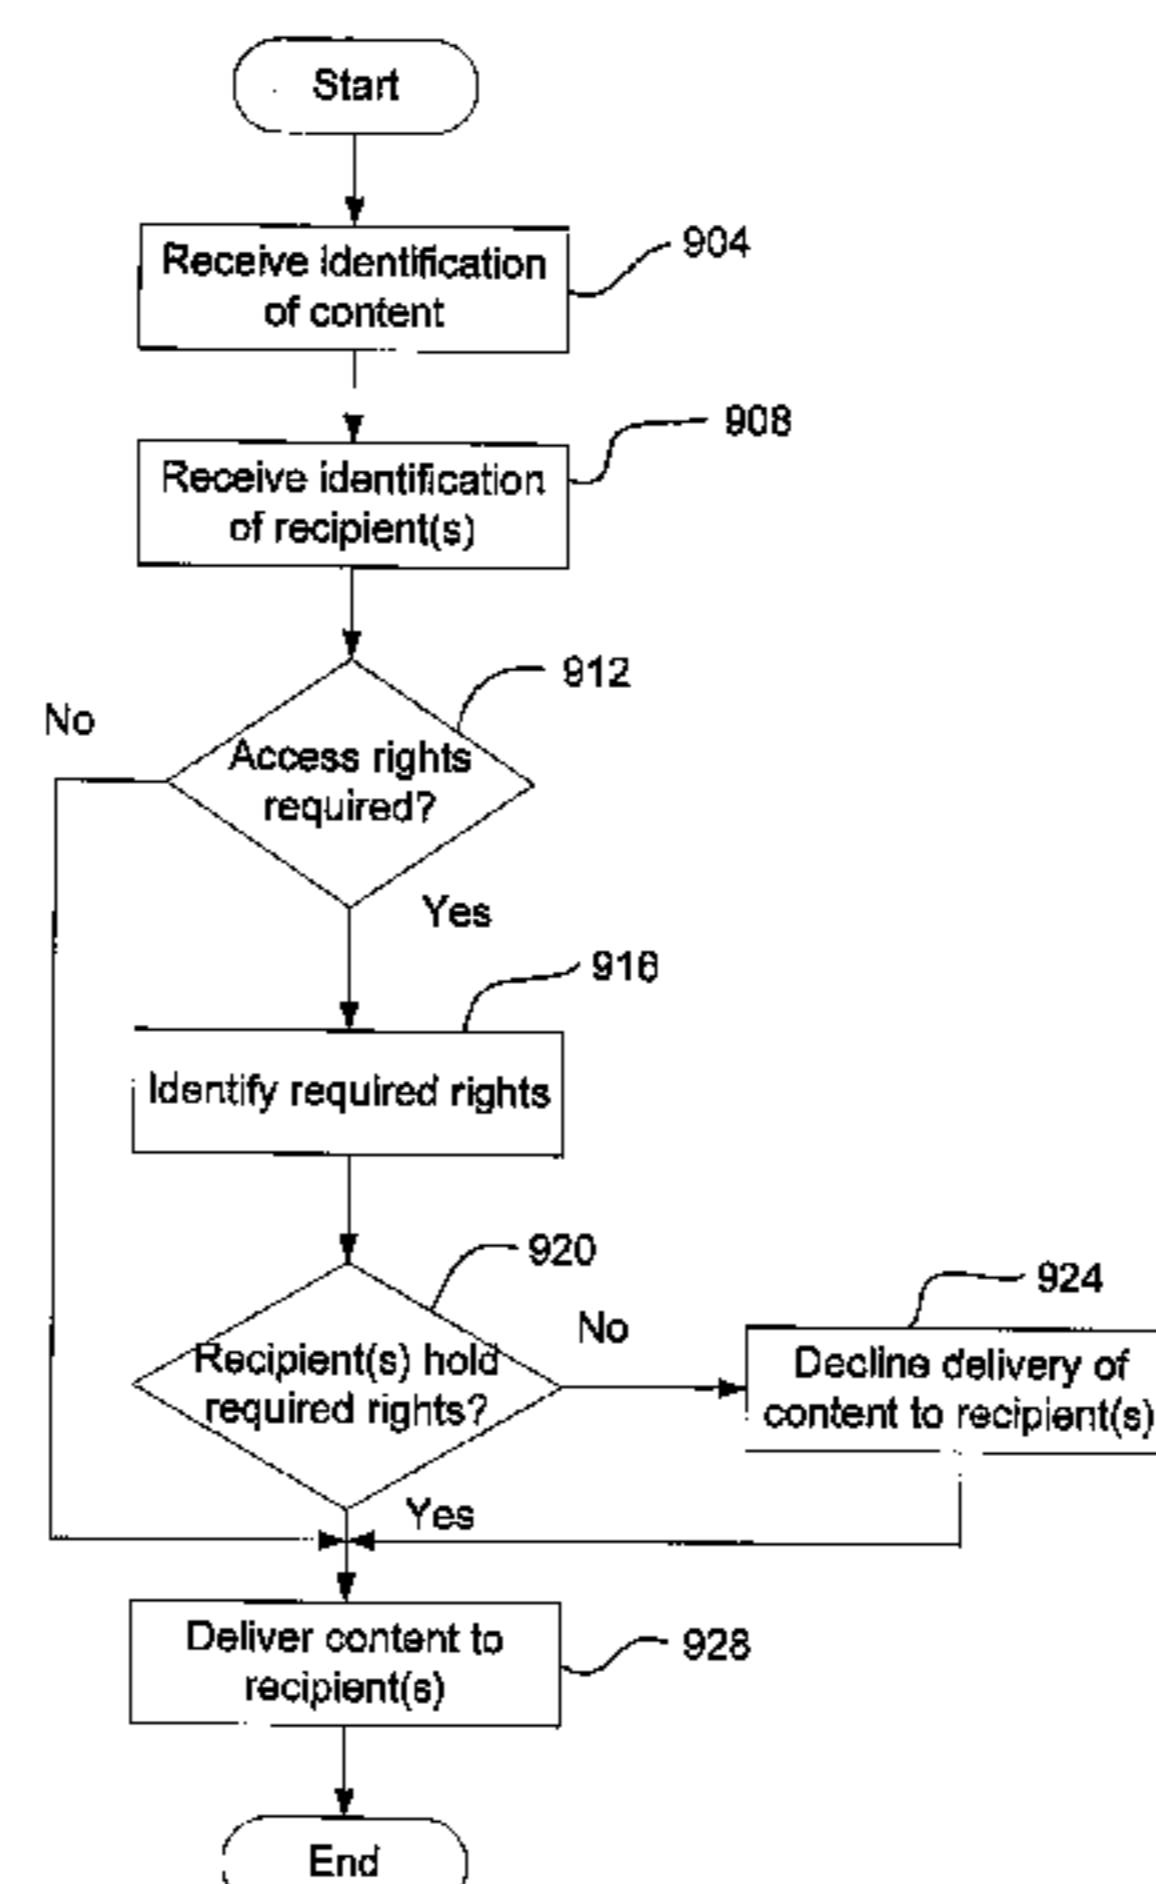 Start
Receive identification
of content
904
Receive identification
of recipient(s)
908
912
No
Access rights
required?
Yes
916
Identify required rights
920
No
924
Recipient(s) hold
required rights?
Decline delivery of
content to recipient(s)
Yes
Deliver content to
recipient(s)
928
End